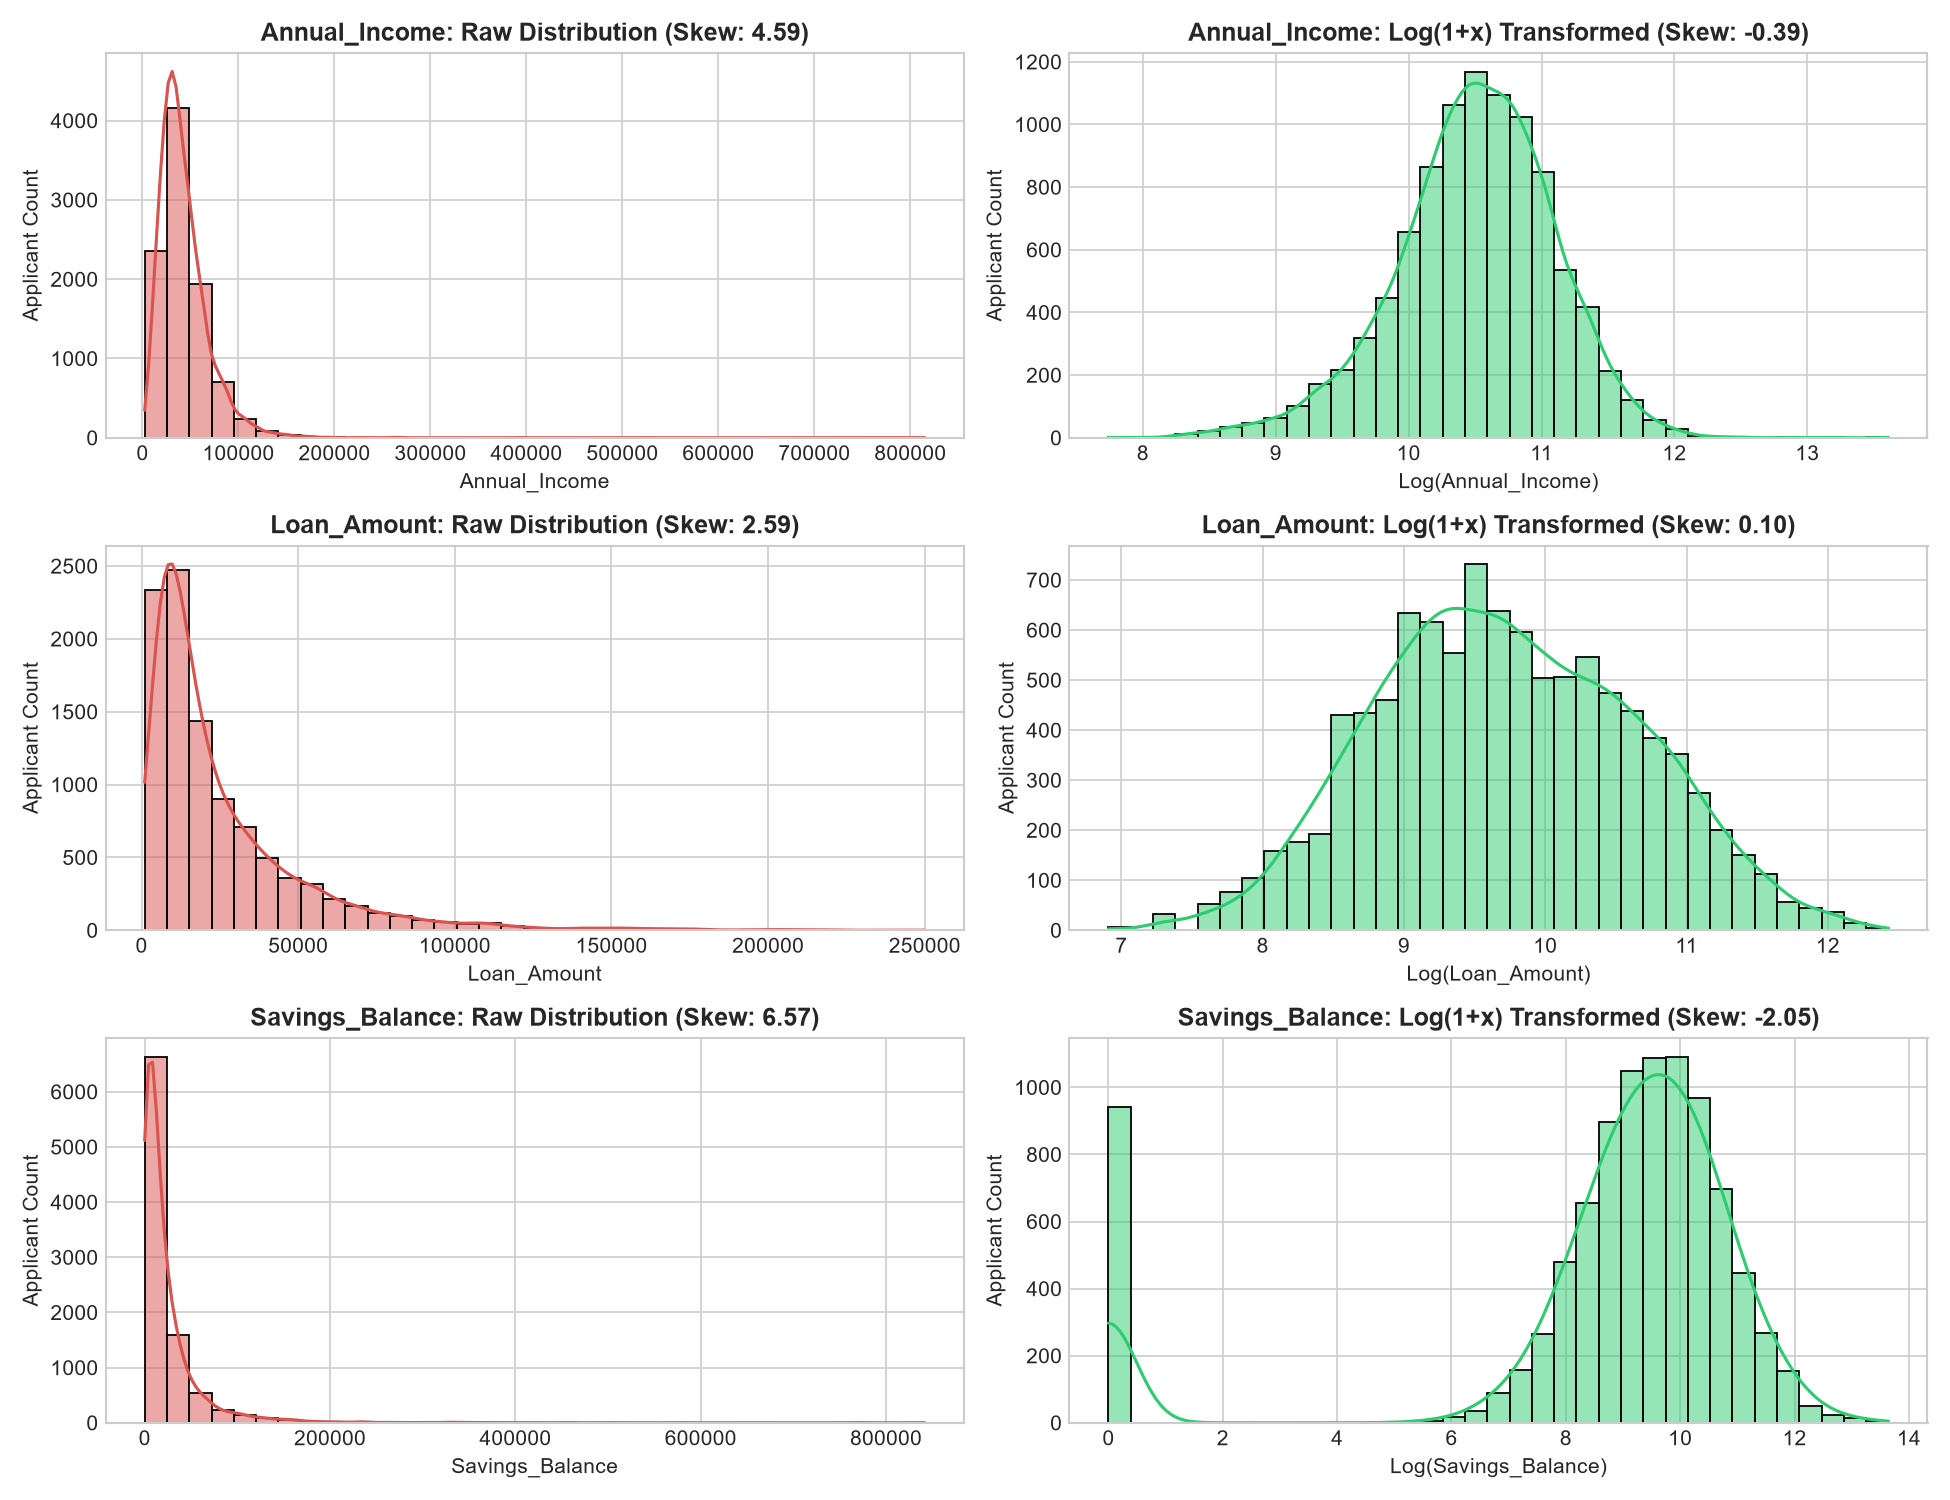 Annual_Income: Raw Distribution (Skew: 4.59)
Applicant Count
4000
3000
2000
1000
0
0 100000 200000 300000 400000 500000 600000 700000 800000
Annual_Income
Annual_Income: Log(1+x) Transformed (Skew: -0.39)
Applicant Count
1200
1000
800
600
400
200
0
8 9 10 11 12 13
Log(Annual_Income)
Loan_Amount: Raw Distribution (Skew: 2.59)
Applicant Count
2500
2000
1500
1000
500
0
0 50000 100000 150000 200000 250000
Loan_Amount
Loan_Amount: Log(1+x) Transformed (Skew: 0.10)
Applicant Count
700
600
500
400
300
200
100
0
7 8 9 10 11 12
Log(Loan_Amount)
Savings_Balance: Raw Distribution (Skew: 6.57)
Applicant Count
6000
5000
4000
3000
2000
1000
0
0 200000 400000 600000 800000
Savings_Balance
Savings_Balance: Log(1+x) Transformed (Skew: -2.05)
Applicant Count
1000
800
600
400
200
0
0 2 4 6 8 10 12 14
Log(Savings_Balance)